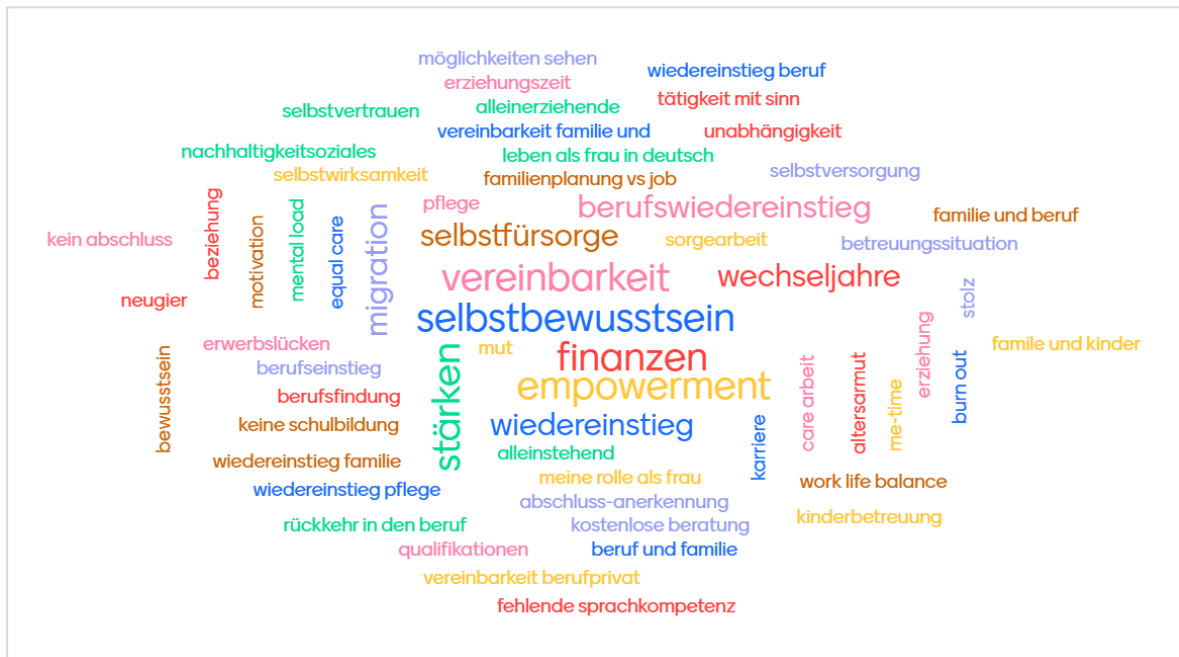 möglichkeiten sehen
wiedereinstieg beruf
erziehungszeit
tätigkeit mit sinn
selbstvertrauen
alleinerziehende
vereinbarkeit familie und
unabhängigkeit
nachhaltigkeitsoziales
leben als frau in deutsch
selbstwirksamkeit
familienplanung vs job
selbstversorgung
beziehung
motivation
mental load
equal care
migration
pflege
berufswiedereinstieg
familie und beruf
kein abschluss
selbstfürsorge
sorgearbeit
betreuungssituation
vereinbarkeit
wechseljahre
stolz
neugier
selbstbewusstsein
erwerbslücken
mut
finanzen
erziehung
famile und kinder
bewusstsein
berufseinstieg
stärken
empowerment
care arbeit
altersarmut
me-time
burn out
berufsfindung
keine schulbildung
wiedereinstieg
karriere
wiedereinstieg familie
alleinstehend
meine rolle als frau
work life balance
wiedereinstieg pflege
abschluss-anerkennung
kinderbetreuung
rückkehr in den beruf
kostenlose beratung
qualifikationen
beruf und familie
vereinbarkeit berufprivat
fehlende sprachkompetenz